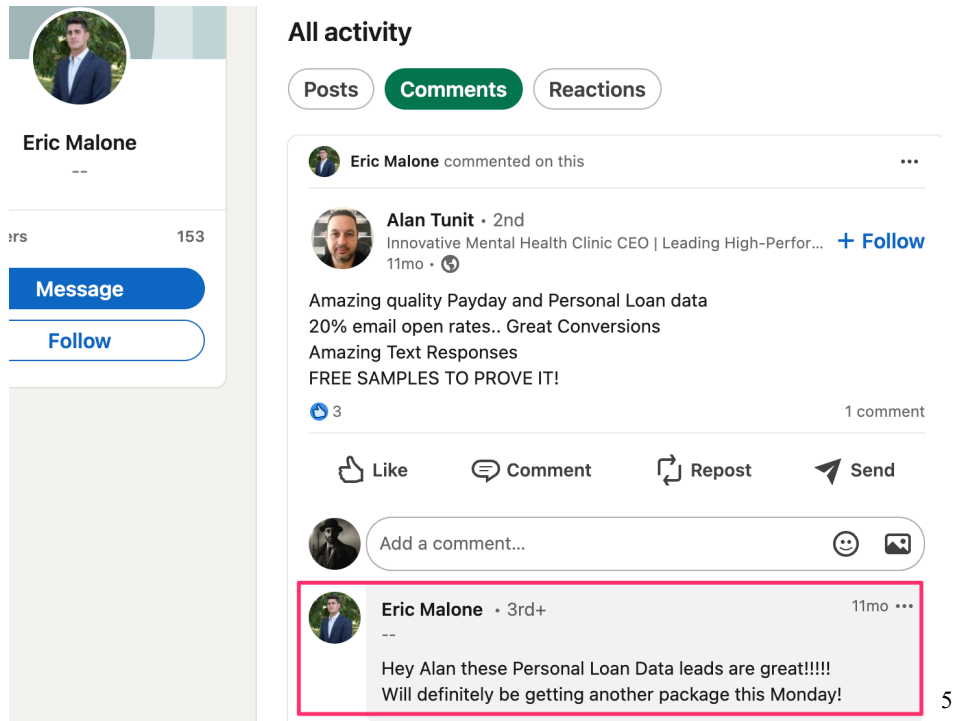 Eric Malone
--
ers 153
Message
Follow
All activity
Posts Comments Reactions
Eric Malone commented on this
Alan Tunit • 2nd
Innovative Mental Health Clinic CEO | Leading High-Perfor...
+ Follow
11mo •
Amazing quality Payday and Personal Loan data
20% email open rates.. Great Conversions
Amazing Text Responses
FREE SAMPLES TO PROVE IT!
3 1 comment
Like Comment Repost Send
Add a comment...
Eric Malone • 3rd+ 11mo
--
Hey Alan these Personal Loan Data leads are great!!!!!
Will definitely be getting another package this Monday!
5